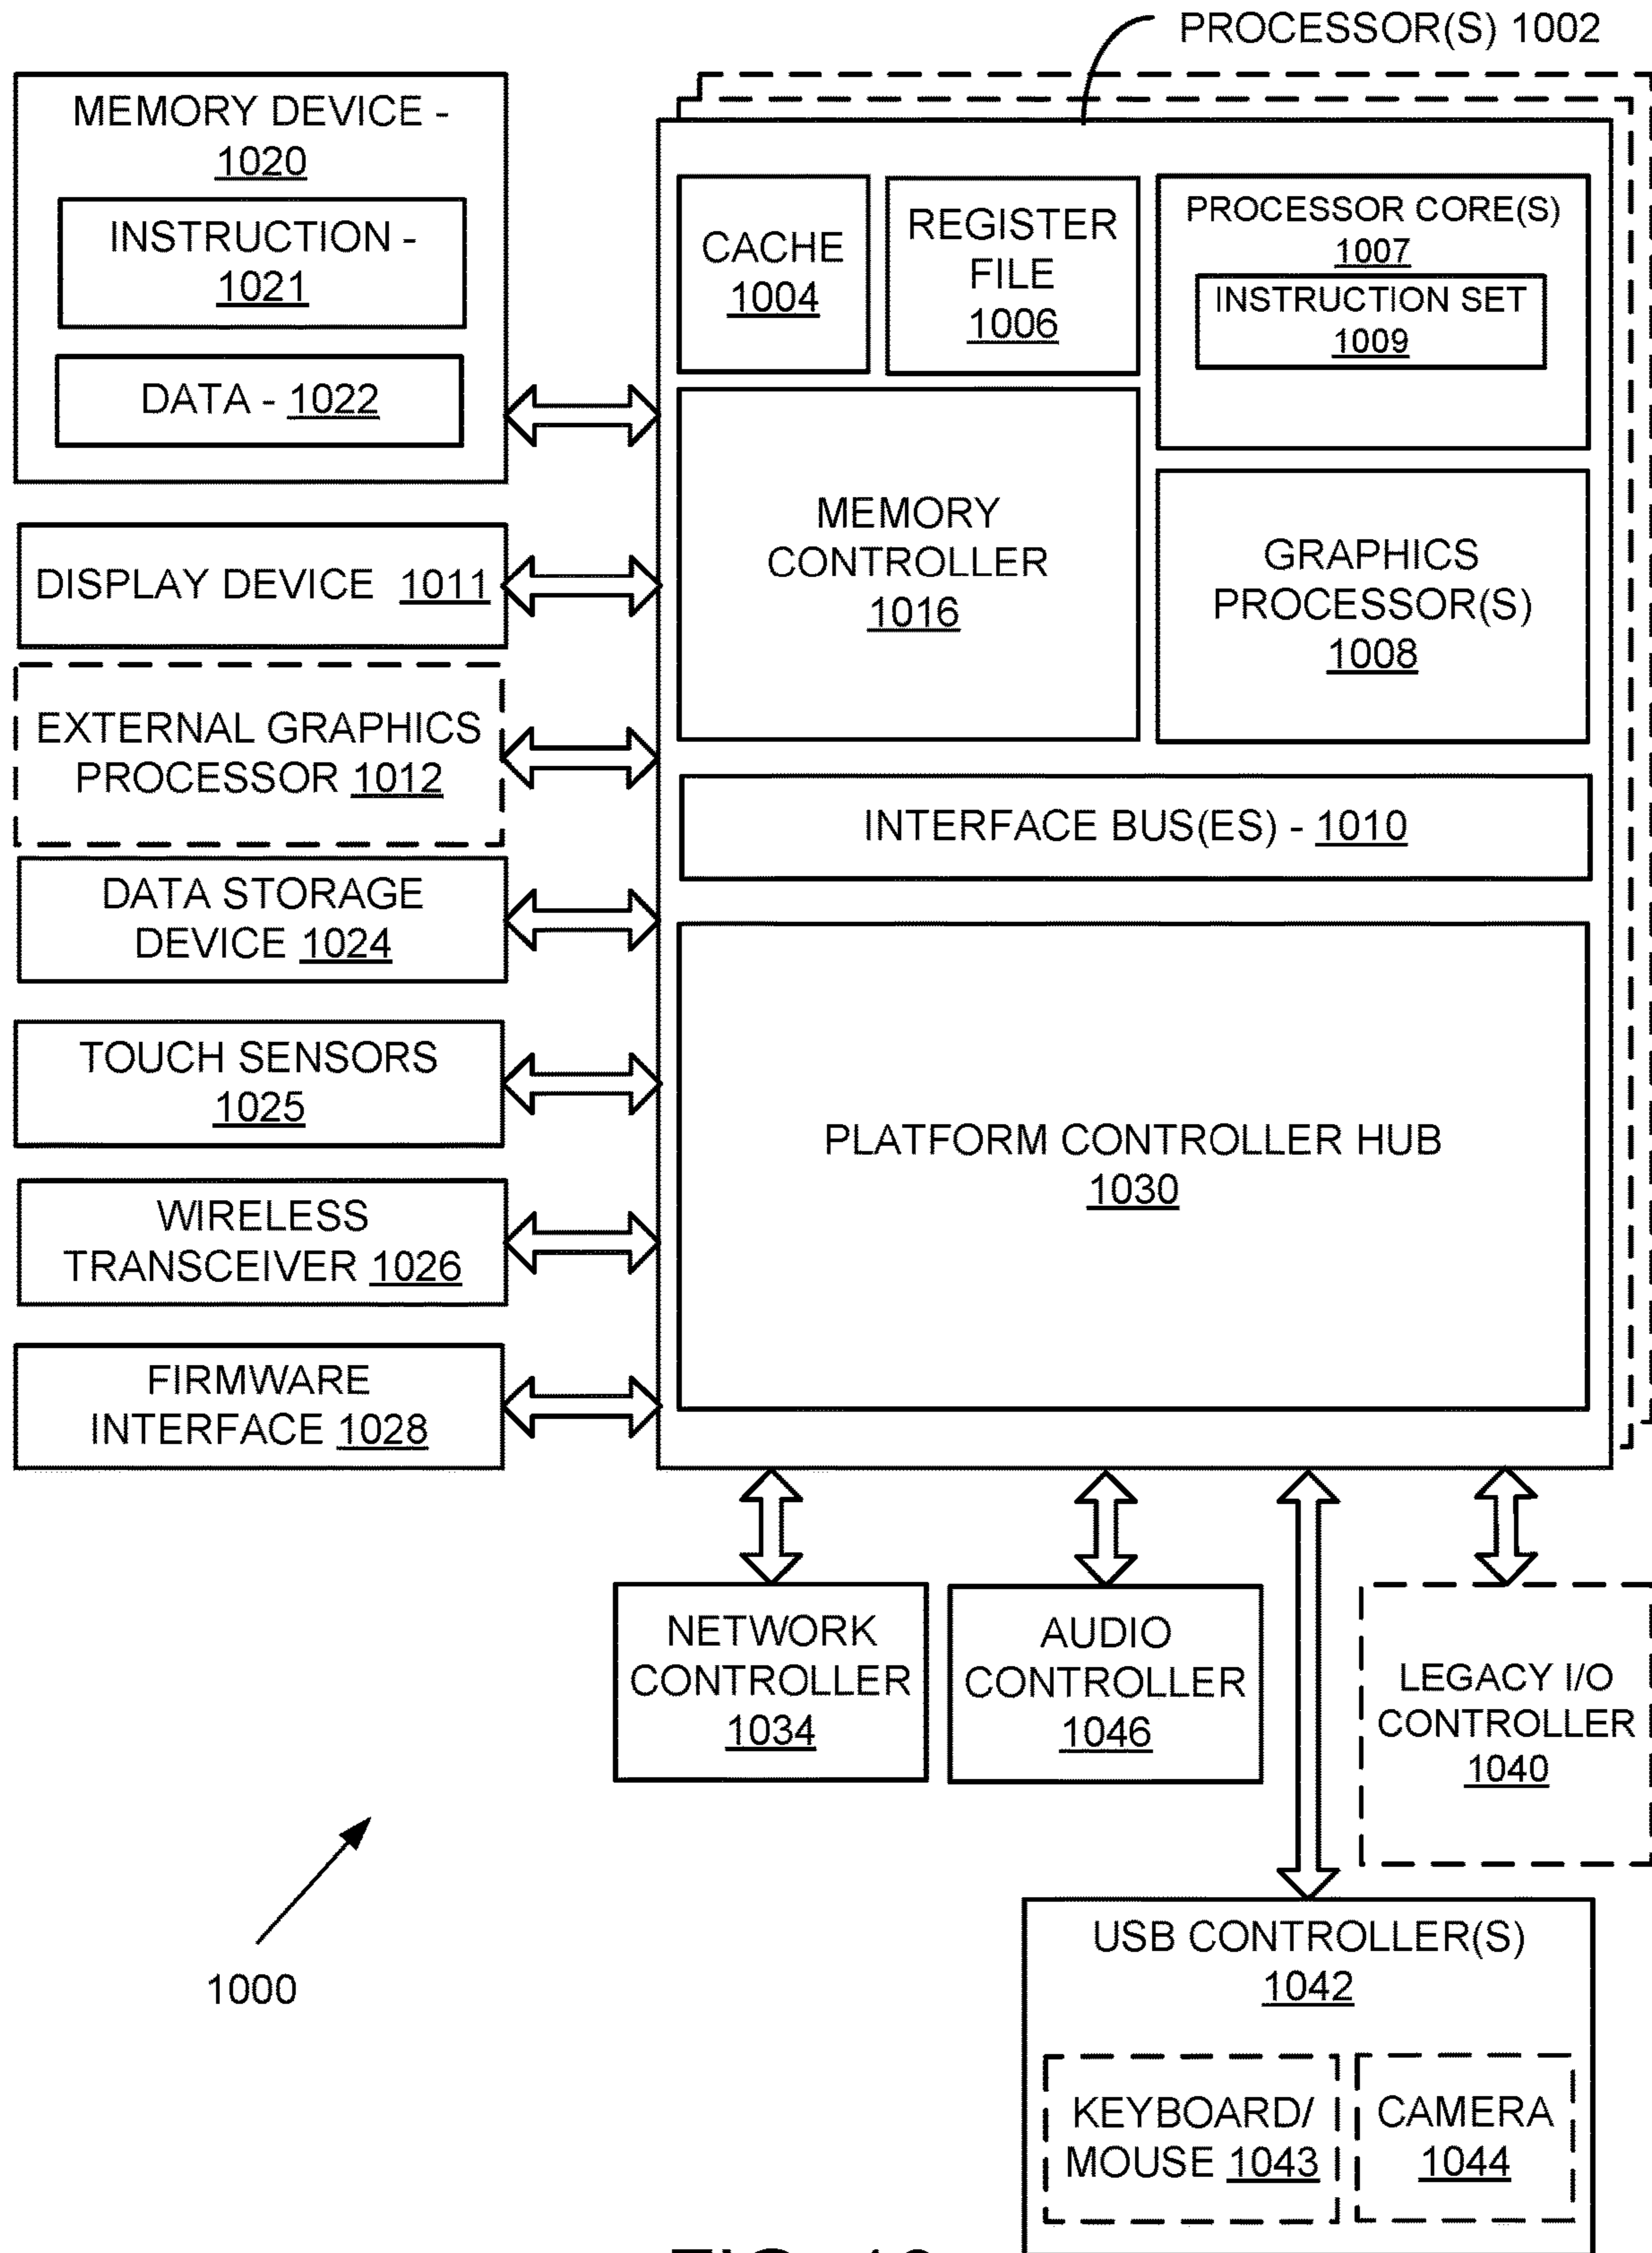 PROCESSOR(S) 1002
MEMORY DEVICE -
1020
INSTRUCTION -
1021
DATA - 1022
DISPLAY DEVICE 1011
EXTERNAL GRAPHICS
PROCESSOR 1012
DATA STORAGE
DEVICE 1024
TOUCH SENSORS
1025
WIRELESS
TRANSCEIVER 1026
FIRMWARE
INTERFACE 1028
CACHE
1004
REGISTER
FILE
1006
PROCESSOR CORE(S)
1007
INSTRUCTION SET
1009
MEMORY
CONTROLLER
1016
GRAPHICS
PROCESSOR(S)
1008
INTERFACE BUS(ES) - 1010
PLATFORM CONTROLLER HUB
1030
NETWORK
CONTROLLER
1034
AUDIO
CONTROLLER
1046
LEGACY I/O
CONTROLLER
1040
1000
USB CONTROLLER(S)
1042
KEYBOARD/
MOUSE 1043
CAMERA
1044